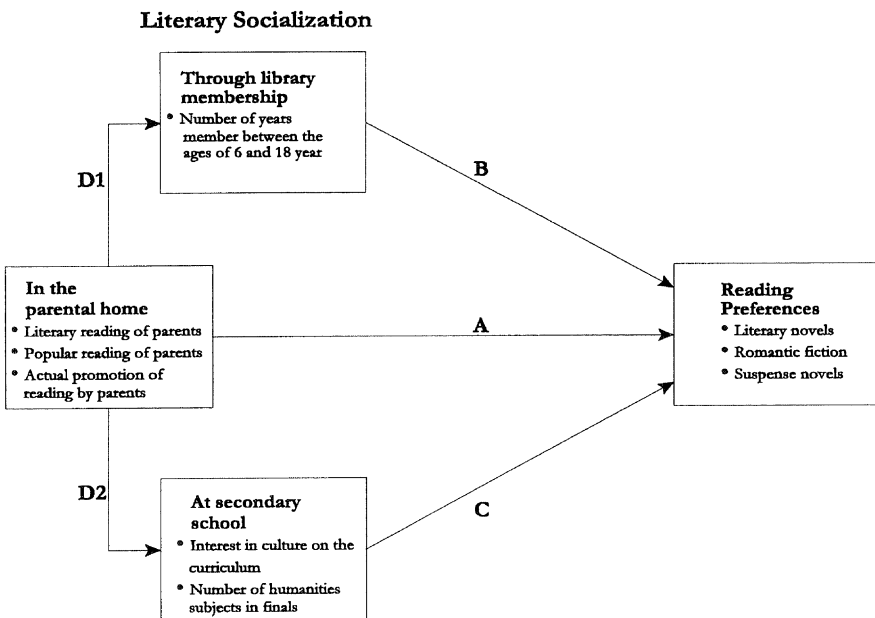 Literary Socialization
Through library
membership
• Number of years
member between the
ages of 6 and 18 year
D1
B
In the
parental home
• Literary reading of parents
• Popular reading of parents
• Actual promotion of
reading by parents
A
Reading
Preferences
• Literary novels
• Romantic fiction
• Suspense novels
D2
C
At secondary
school
• Interest in culture on the
curriculum
• Number of humanities
subjects in finals